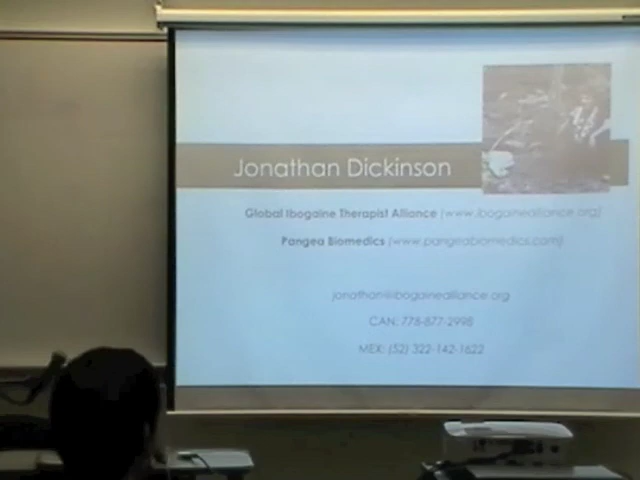 Jonathan Dickinson
Global Ibogaine Therapist Alliance (www.ibogainealliance.org)
Pangea Biomedics (www.pangeabiomedics.com)
jonathan@ibogainealliance.org
CAN: 778-877-2998
MEX: (52) 322-142-1622